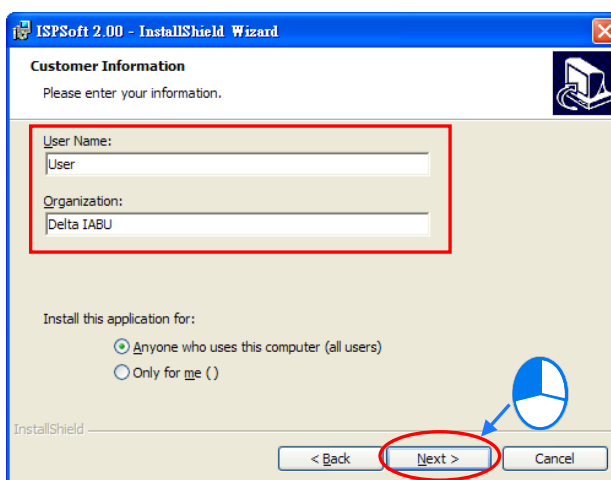 ISPSoft 2.00 - InstallShield Wizard
Customer Information
Please enter your information.
User Name:
User
Organization:
Delta IABU
Install this application for:
Anyone who uses this computer (all users)
Only for me ( )
InstallShield
< Back Next > Cancel